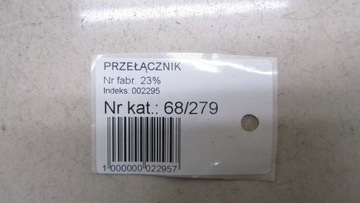 PRZEŁĄCZNIK
Nr fabr. 23%
Indeks: 002295
Nr kat.: 68/279
1 000000 022957